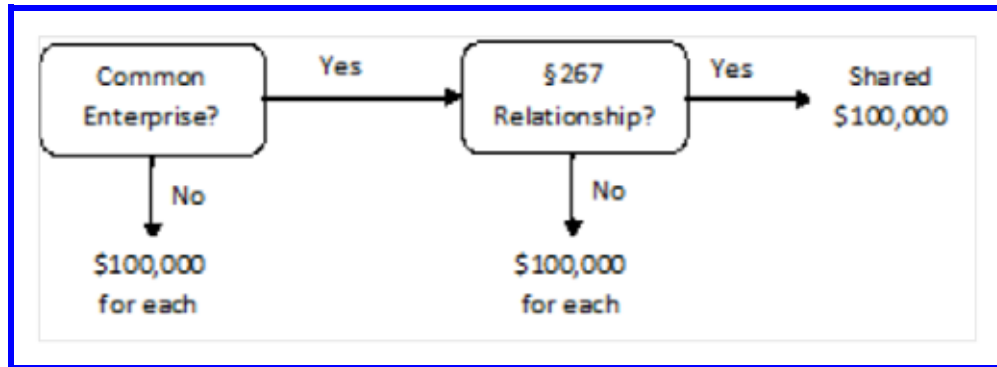 Common
Enterprise?
Yes
§267
Relationship?
Yes
Shared
$100,000
No
$100,000
for each
No
$100,000
for each